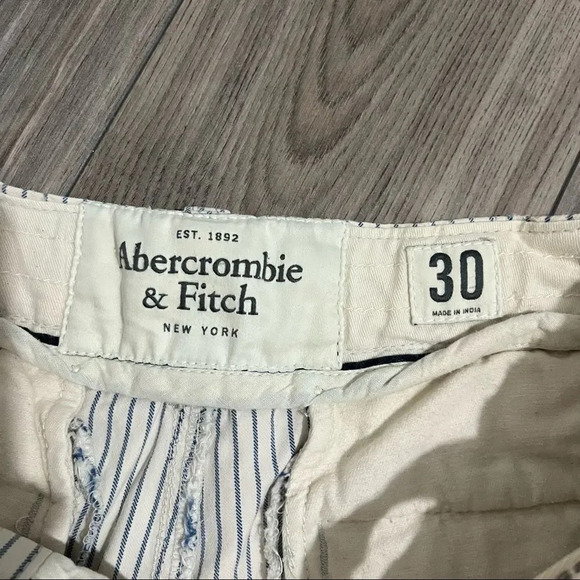 EST. 1892
Abercrombie
& Fitch
NEW YORK
30
MADE IN INDIA